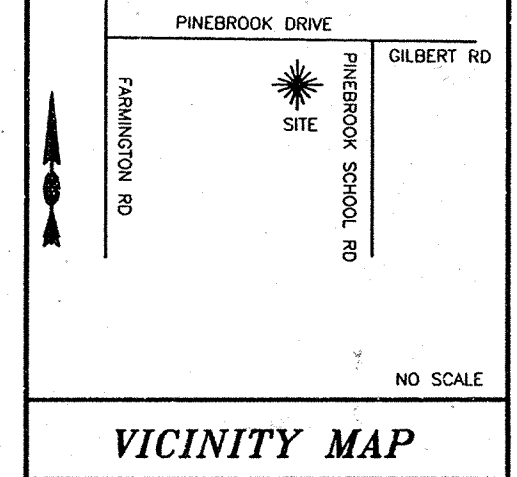 PINEBROOK DRIVE
GILBERT RD
FARMINGTON RD
SITE
PINEBROOK SCHOOL RD
NO SCALE
VICINITY MAP